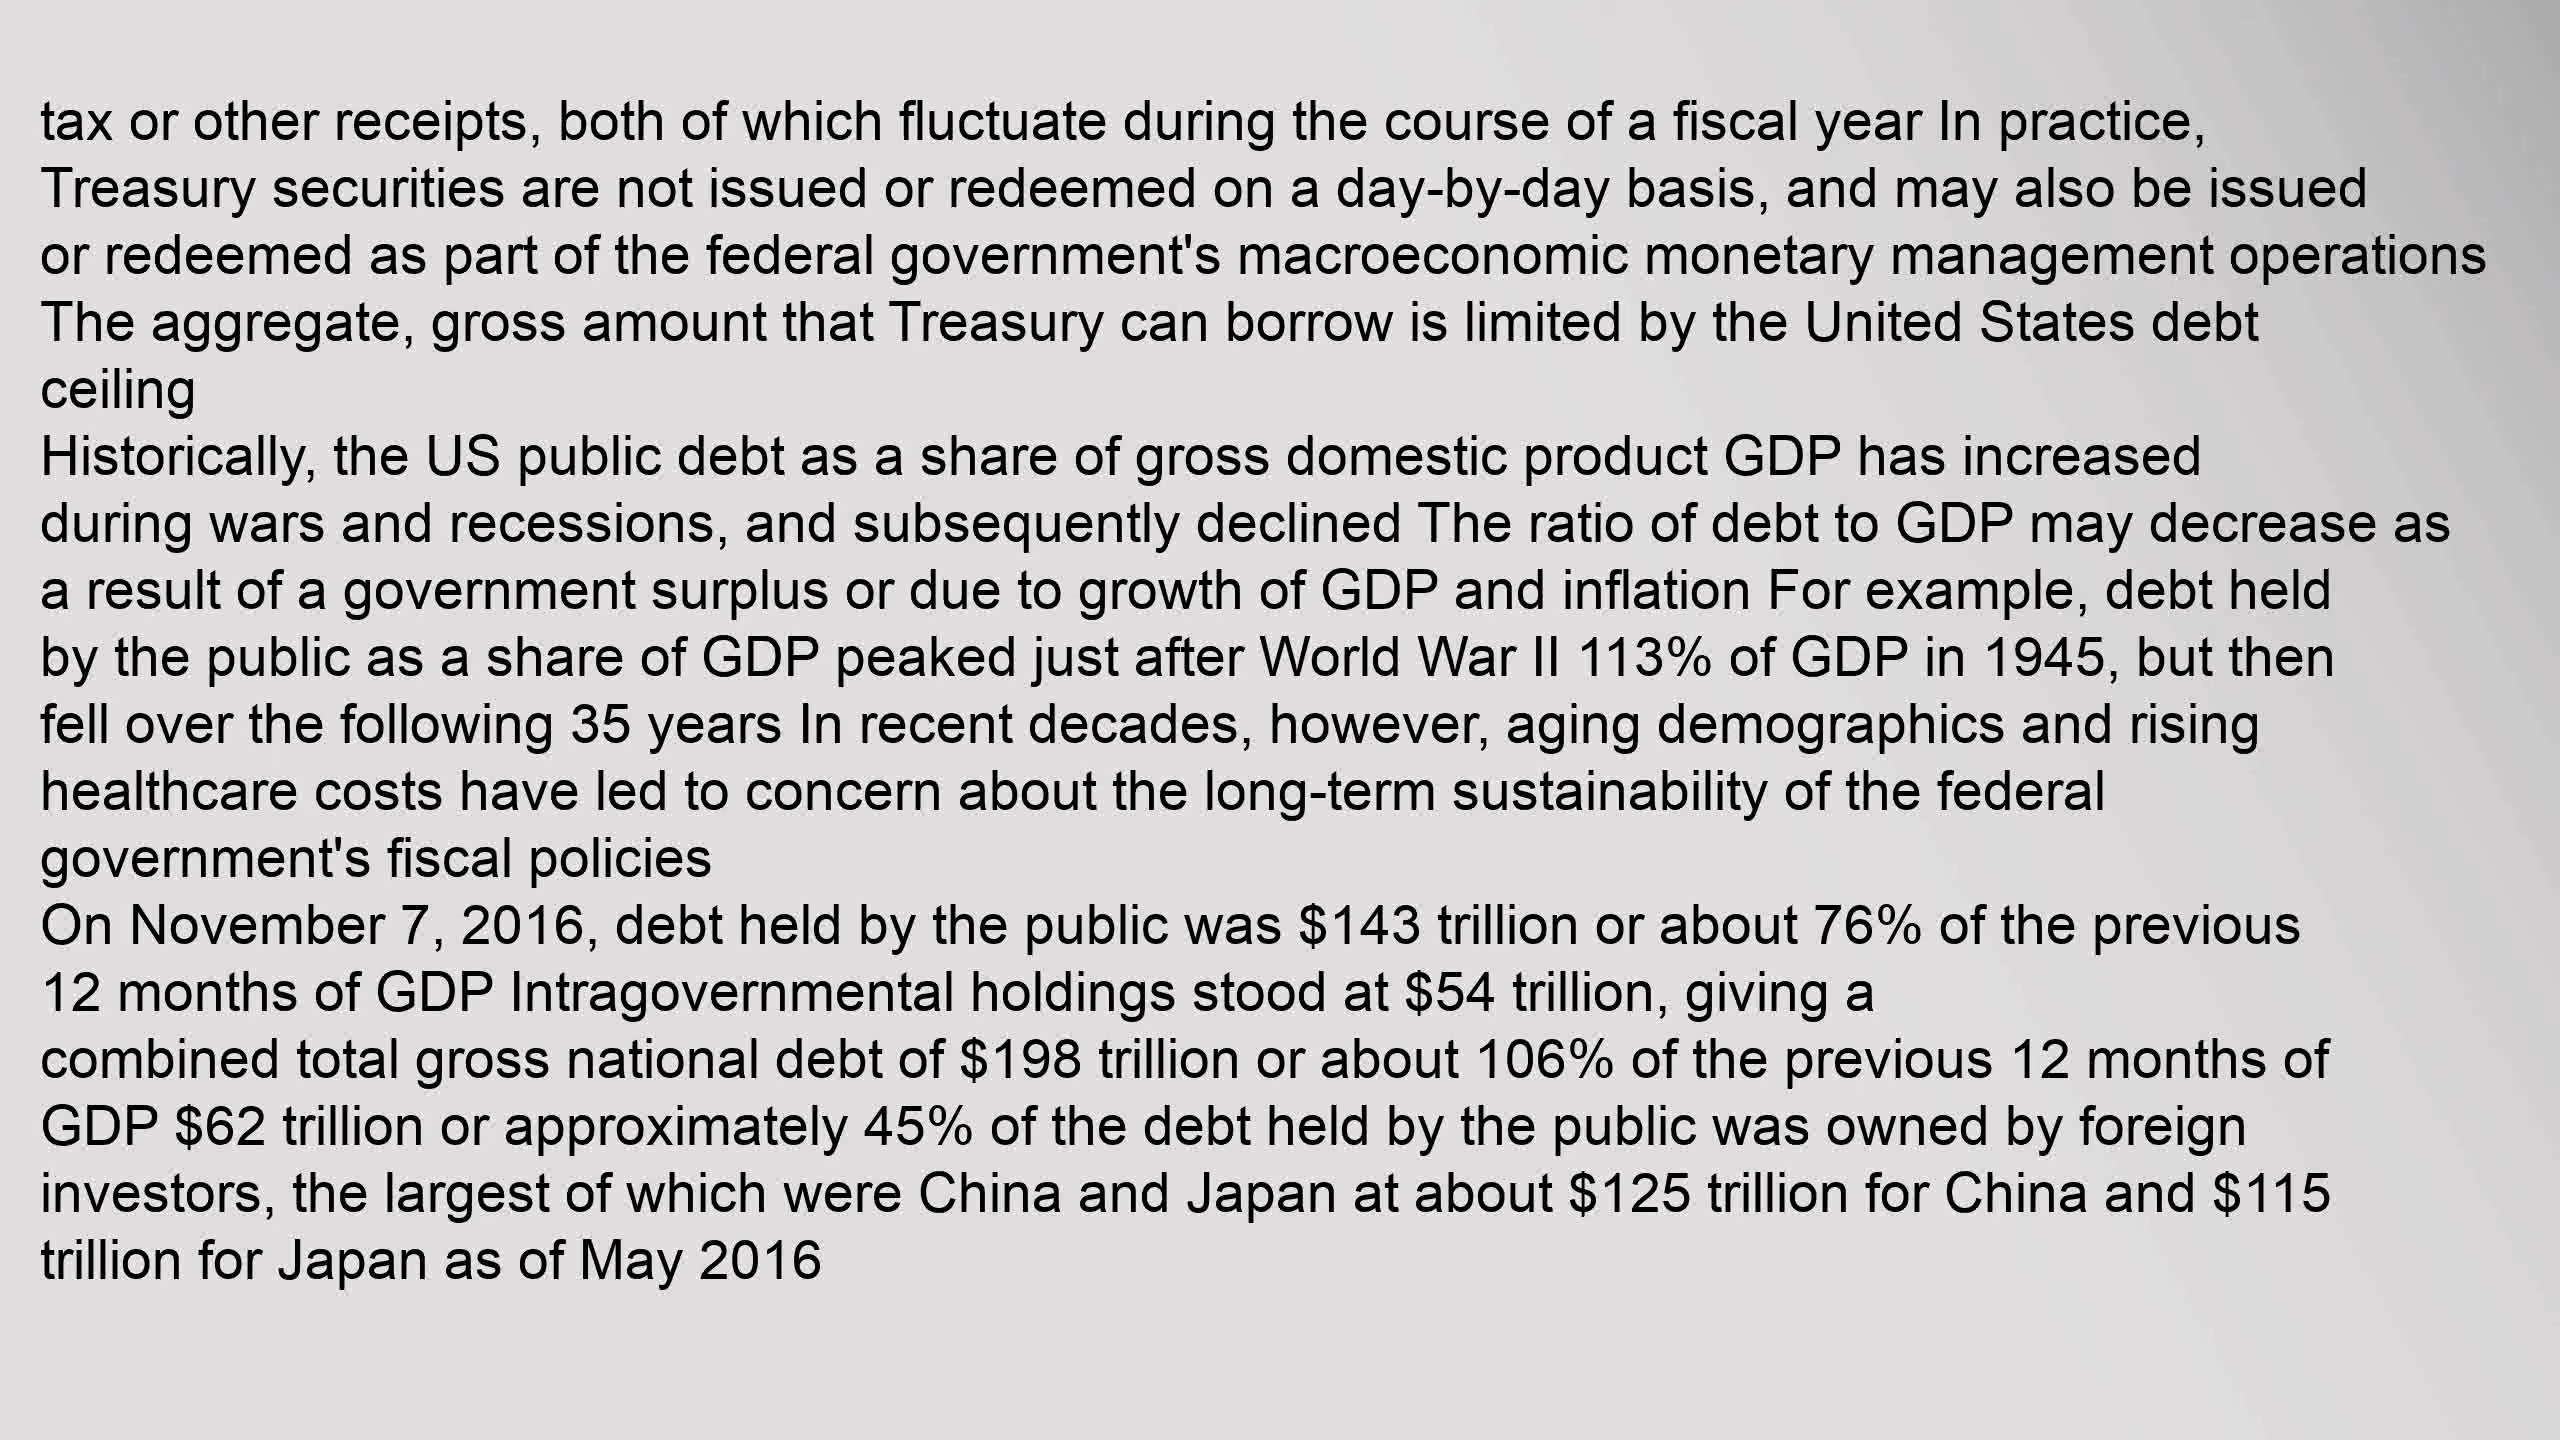 tax or other receipts, both of which fluctuate during the course of a fiscal year In practice,
Treasury securities are not issued or redeemed on a day-by-day basis, and may also be issued
or redeemed as part of the federal government's macroeconomic monetary management operations
The aggregate, gross amount that Treasury can borrow is limited by the United States debt
ceiling
Historically, the US public debt as a share of gross domestic product GDP has increased
during wars and recessions, and subsequently declined The ratio of debt to GDP may decrease as
a result of a government surplus or due to growth of GDP and inflation For example, debt held
by the public as a share of GDP peaked just after World War II 113% of GDP in 1945, but then
fell over the following 35 years In recent decades, however, aging demographics and rising
healthcare costs have led to concern about the long-term sustainability of the federal
government's fiscal policies
On November 7, 2016, debt held by the public was $143 trillion or about 76% of the previous
12 months of GDP Intragovernmental holdings stood at $54 trillion, giving a
combined total gross national debt of $198 trillion or about 106% of the previous 12 months of
GDP $62 trillion or approximately 45% of the debt held by the public was owned by foreign
investors, the largest of which were China and Japan at about $125 trillion for China and $115
trillion for Japan as of May 2016